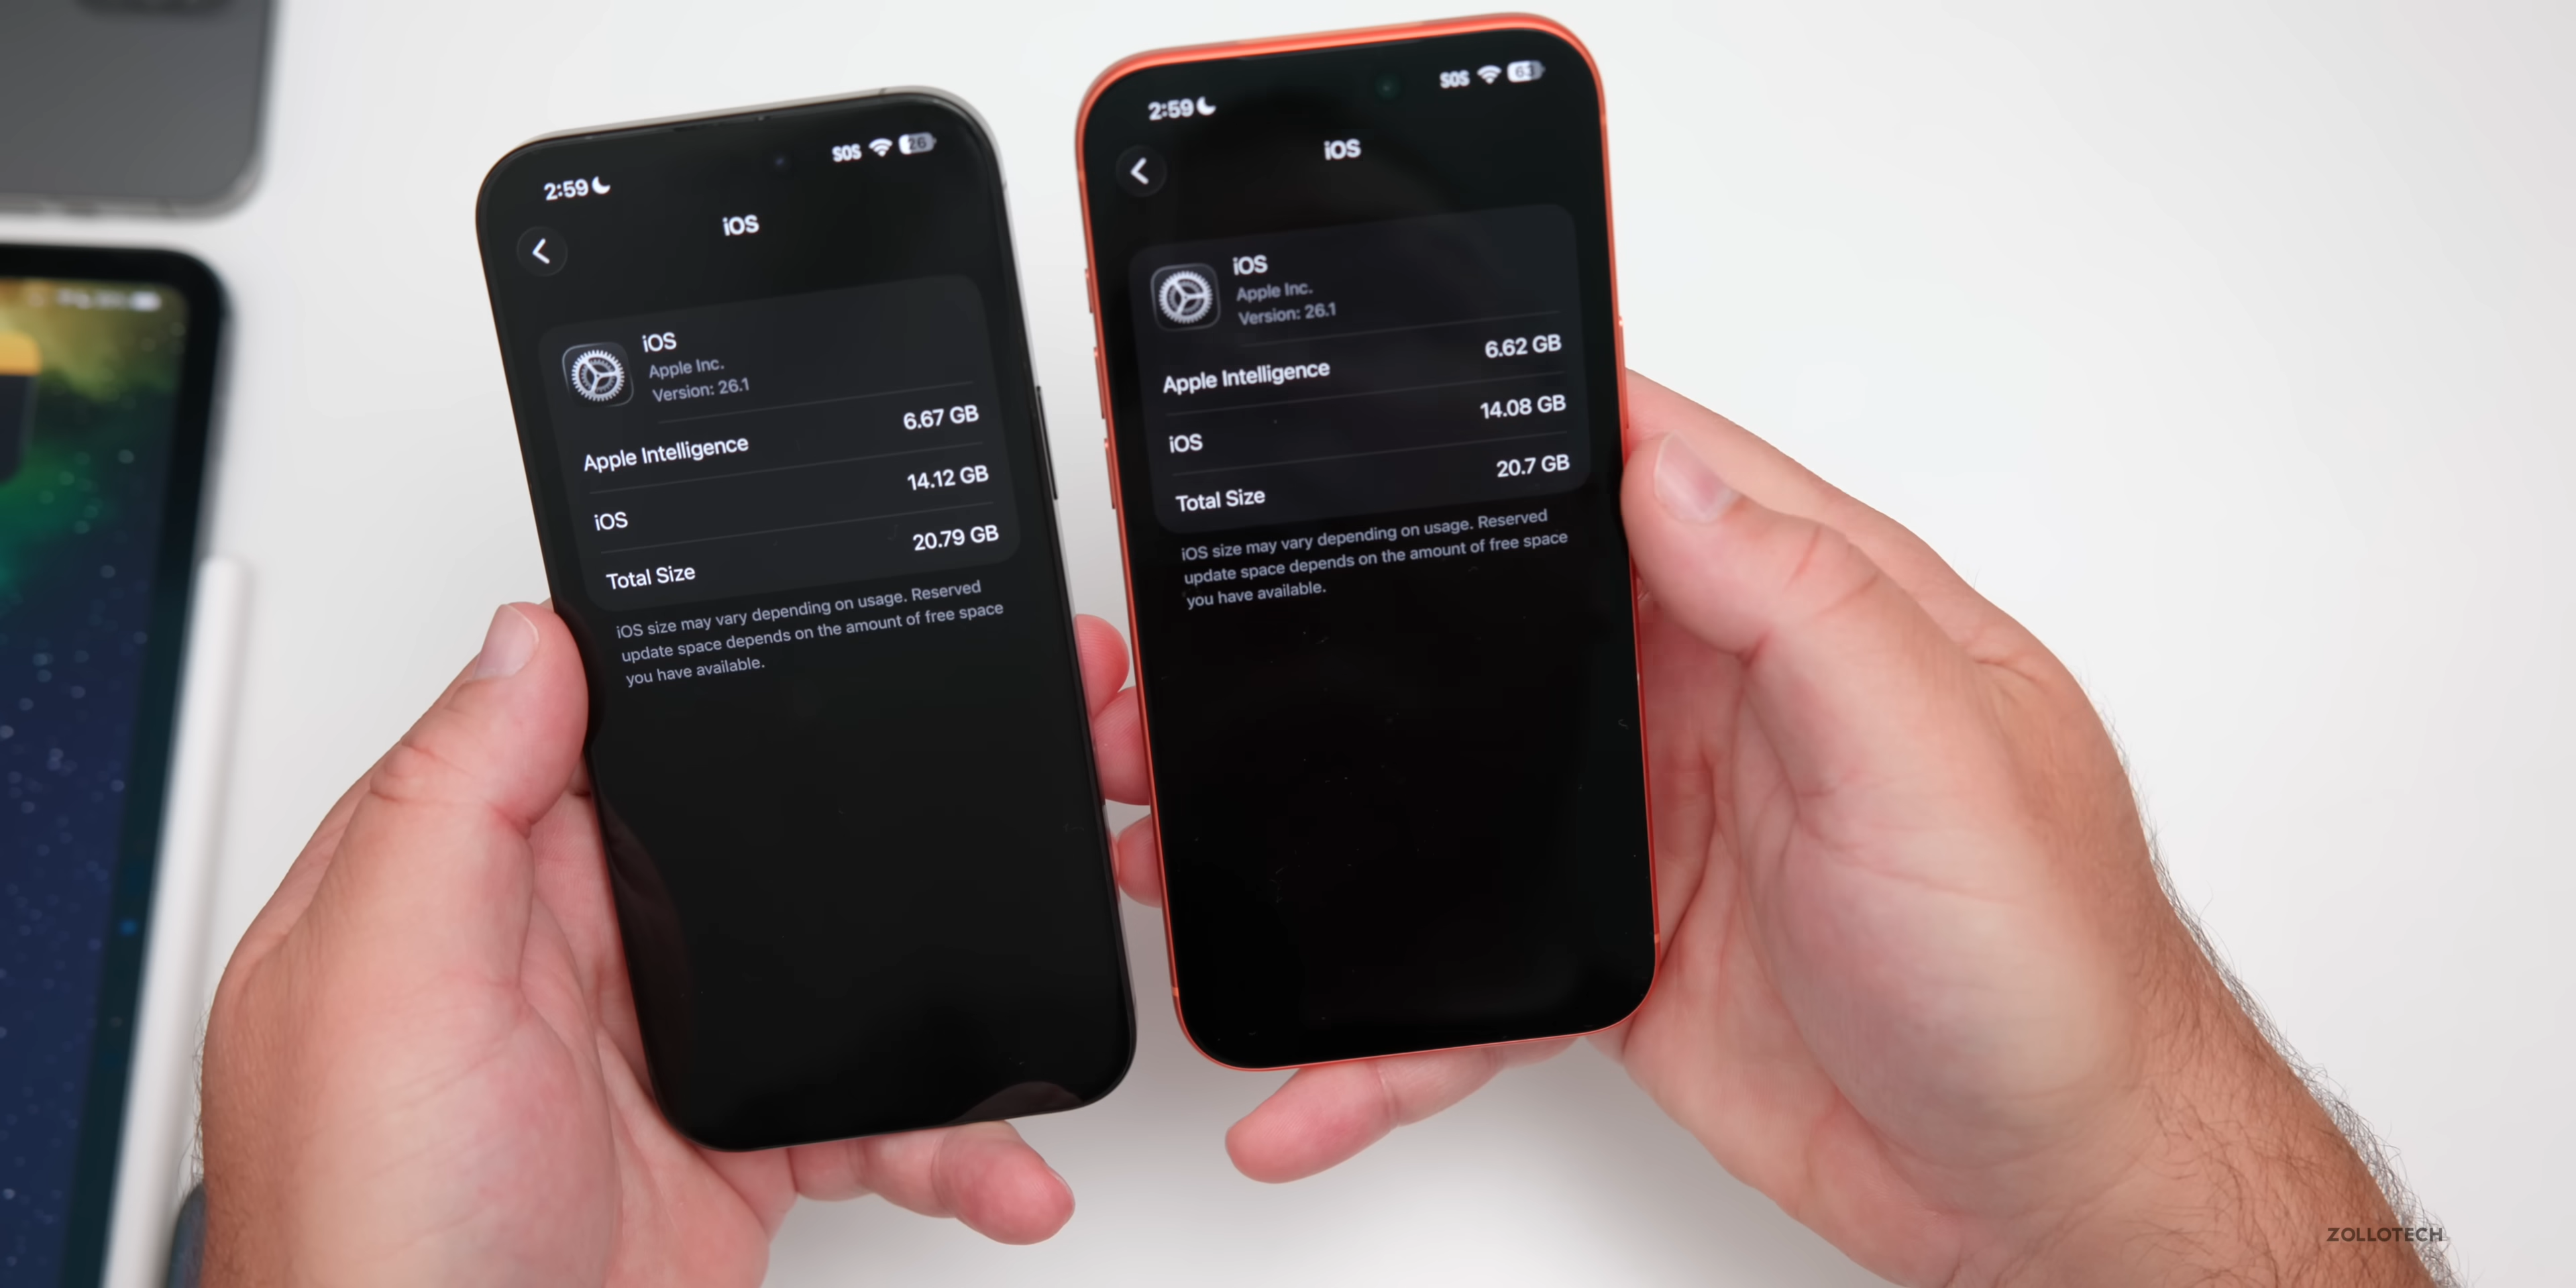 2:59
SOS
26
iOS
iOS
Apple Inc.
Version: 26.1
Apple Intelligence
6.67 GB
iOS
14.12 GB
Total Size
20.79 GB
iOS size may vary depending on usage. Reserved
update space depends on the amount of free space
you have available.
2:59
SOS
63
iOS
iOS
Apple Inc.
Version: 26.1
Apple Intelligence
6.62 GB
iOS
14.08 GB
Total Size
20.7 GB
iOS size may vary depending on usage. Reserved
update space depends on the amount of free space
you have available.
ZOLLOTECH